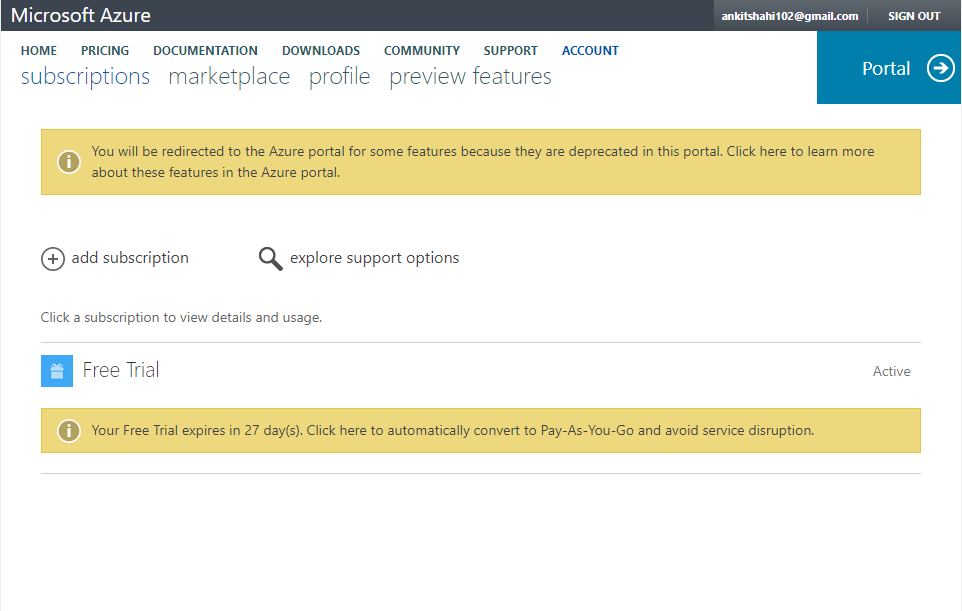 Microsoft Azure
ankitshahi102@gmail.com SIGN OUT
HOME PRICING DOCUMENTATION DOWNLOADS COMMUNITY SUPPORT ACCOUNT
subscriptions marketplace profile preview features
Portal
You will be redirected to the Azure portal for some features because they are deprecated in this portal. Click here to learn more
about these features in the Azure portal.
add subscription explore support options
Click a subscription to view details and usage.
Free Trial Active
Your Free Trial expires in 27 day(s). Click here to automatically convert to Pay-As-You-Go and avoid service disruption.